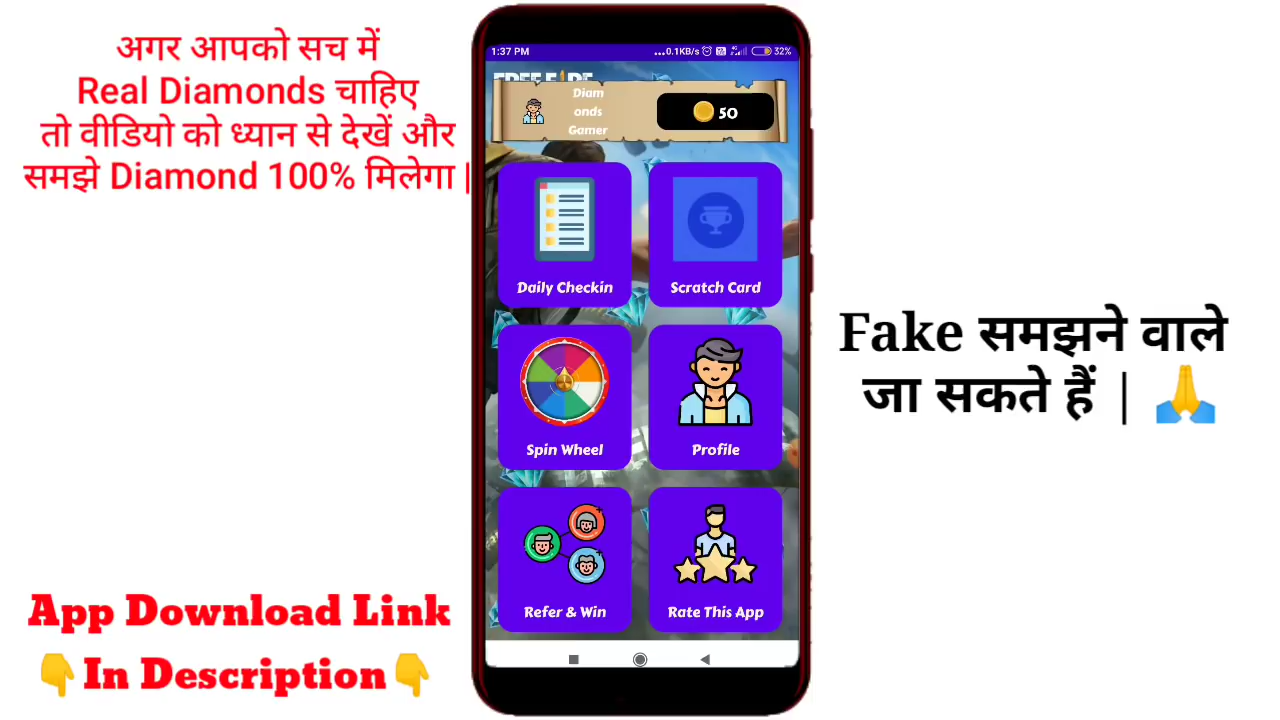 अगर आपको सच में
Real Diamonds चाहिए
तो वीडियो को ध्यान से देखें और
समझे Diamond 100% मिलेगा |
1:37 PM
...0.1KB/s
32%
FREE FIRE
Diam
onds
Gamer
50
Daily Checkin
Scratch Card
Spin Wheel
Profile
Refer & Win
Rate This App
Fake समझने वाले
जा सकते हैं | 🙏
App Download Link
👇In Description👇